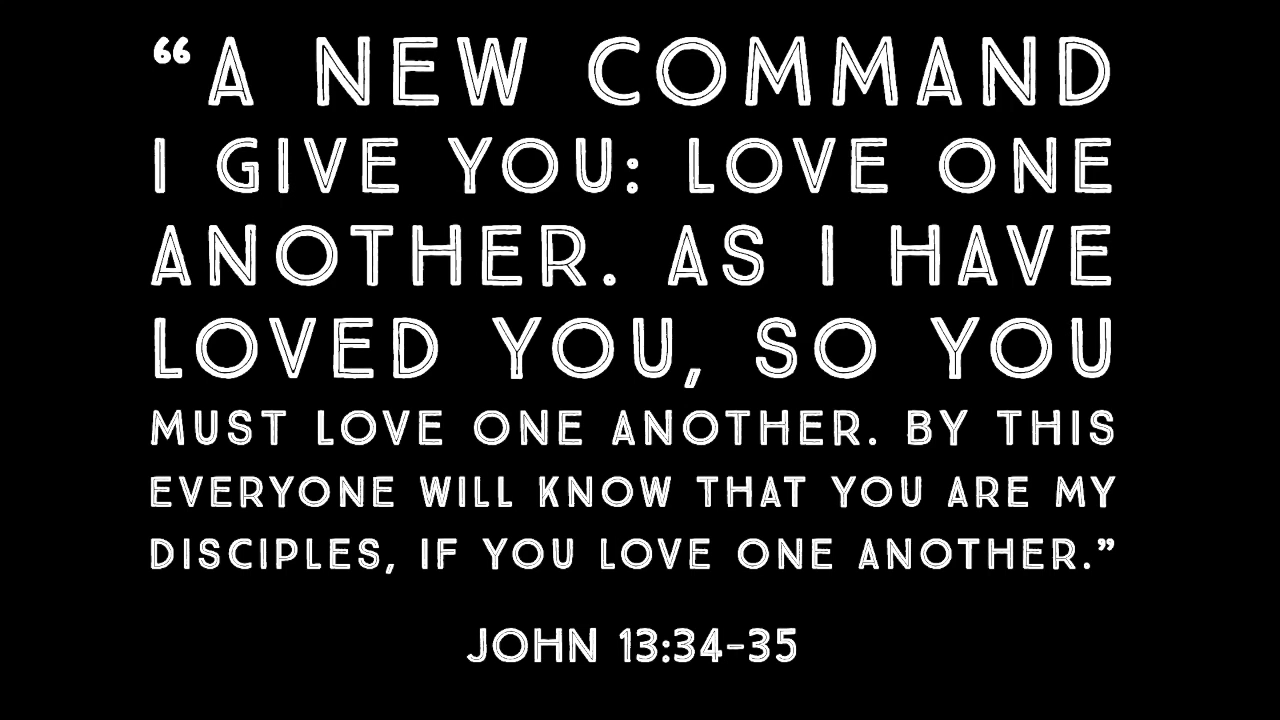 “A NEW COMMAND
I GIVE YOU: LOVE ONE
ANOTHER. AS I HAVE
LOVED YOU, SO YOU
MUST LOVE ONE ANOTHER. BY THIS
EVERYONE WILL KNOW THAT YOU ARE MY
DISCIPLES, IF YOU LOVE ONE ANOTHER.”
JOHN 13:34-35